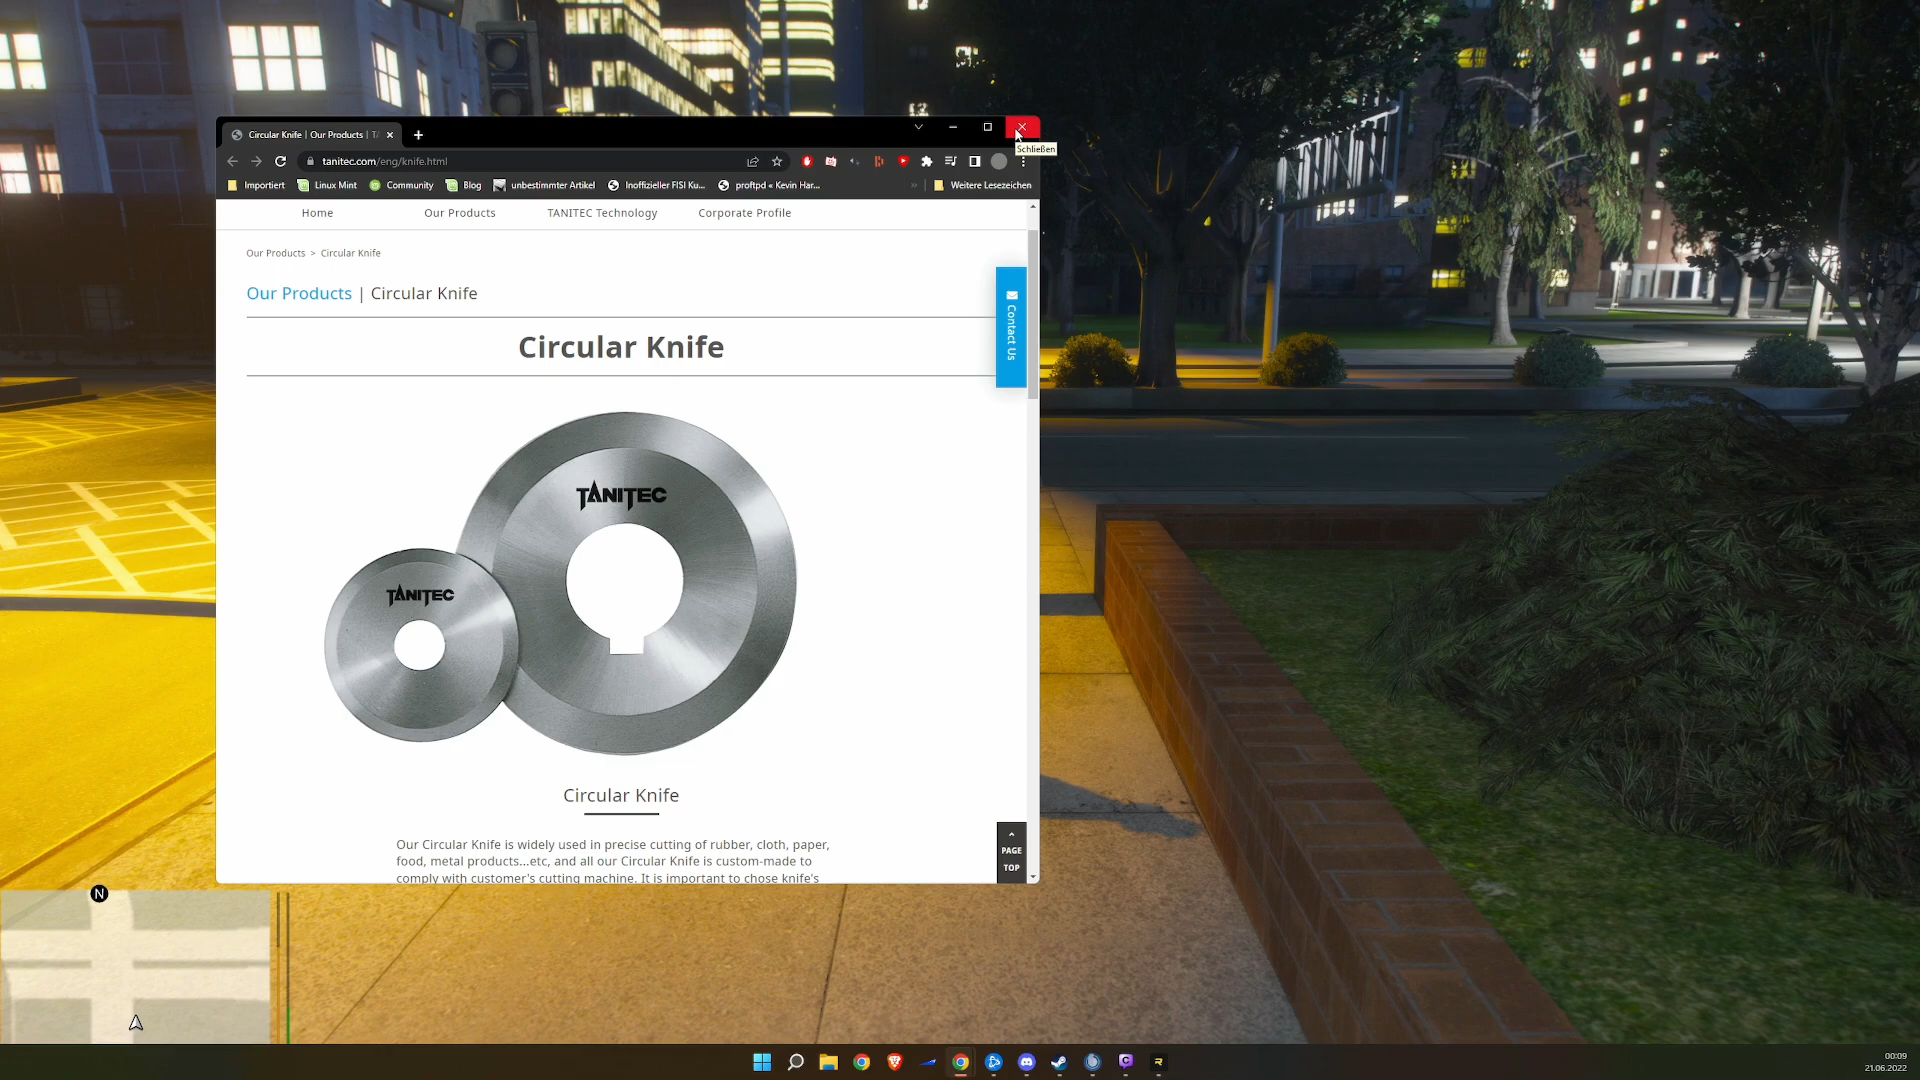 Circular Knife | Our Products | T
Schließen
tanitec.com/eng/knife.html
Importiert
Linux Mint
Community
Blog
unbestimmter Artikel
Inoffizieller FISI Ku...
proftpd « Kevin Har...
»
Weitere Lesezeichen
Home
Our Products
TANITEC Technology
Corporate Profile
Our Products > Circular Knife
Our Products | Circular Knife
Contact Us
Circular Knife
TANITEC
TANITEC
Circular Knife
Our Circular Knife is widely used in precise cutting of rubber, cloth, paper,
food, metal products...etc, and all our Circular Knife is custom-made to
comply with customer's cutting machine. It is important to chose knife's
PAGE
TOP
N
00:09
21.06.2022